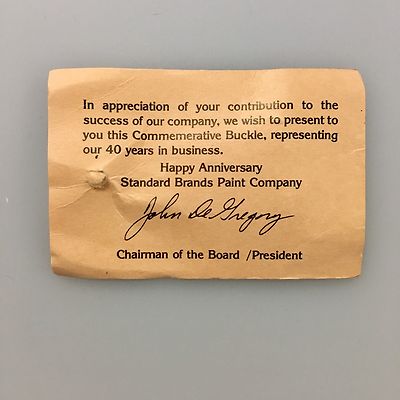 In appreciation of your contribution to the
success of our company, we wish to present to
you this Commemerative Buckle, representing
our 40 years in business.
Happy Anniversary
Standard Brands Paint Company
John DeGregory
Chairman of the Board /President